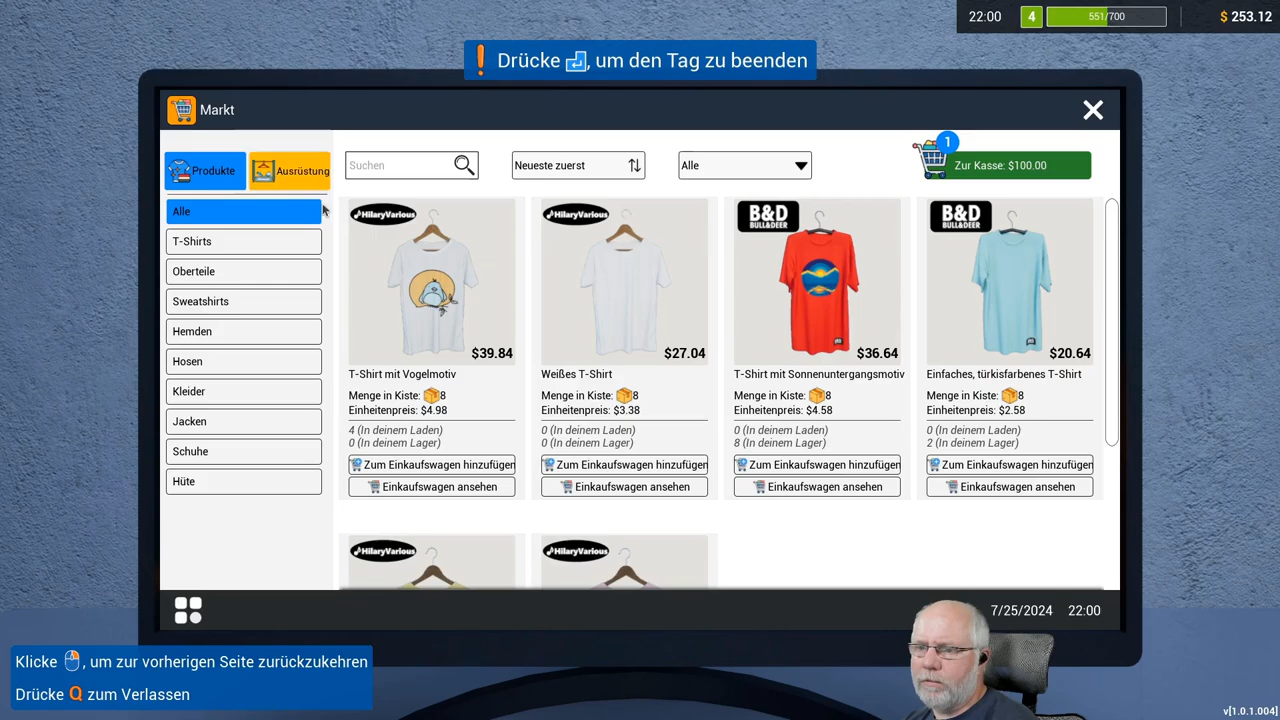 22:00
4
551/700
$ 253.12
! Drücke , um den Tag zu beenden
Markt
Produkte
Ausrüstung
Suchen
Neueste zuerst
Alle
1
Zur Kasse: $100.00
Alle
T-Shirts
Oberteile
Sweatshirts
Hemden
Hosen
Kleider
Jacken
Schuhe
Hüte
HilaryVarious
$39.84
T-Shirt mit Vogelmotiv
Menge in Kiste: 8
Einheitenpreis: $4.98
4 (In deinem Laden)
0 (In deinem Lager)
Zum Einkaufswagen hinzufügen
Einkaufswagen ansehen
HilaryVarious
$27.04
Weißes T-Shirt
Menge in Kiste: 8
Einheitenpreis: $3.38
0 (In deinem Laden)
0 (In deinem Lager)
Zum Einkaufswagen hinzufügen
Einkaufswagen ansehen
B&D
BULL&DEER
$36.64
T-Shirt mit Sonnenuntergangsmotiv
Menge in Kiste: 8
Einheitenpreis: $4.58
0 (In deinem Laden)
8 (In deinem Lager)
Zum Einkaufswagen hinzufügen
Einkaufswagen ansehen
B&D
BULL&DEER
$20.64
Einfaches, türkisfarbenes T-Shirt
Menge in Kiste: 8
Einheitenpreis: $2.58
0 (In deinem Laden)
2 (In deinem Lager)
Zum Einkaufswagen hinzufügen
Einkaufswagen ansehen
HilaryVarious
HilaryVarious
7/25/2024
22:00
Klicke , um zur vorherigen Seite zurückzukehren
Drücke Q zum Verlassen
v[1.0.1.004]